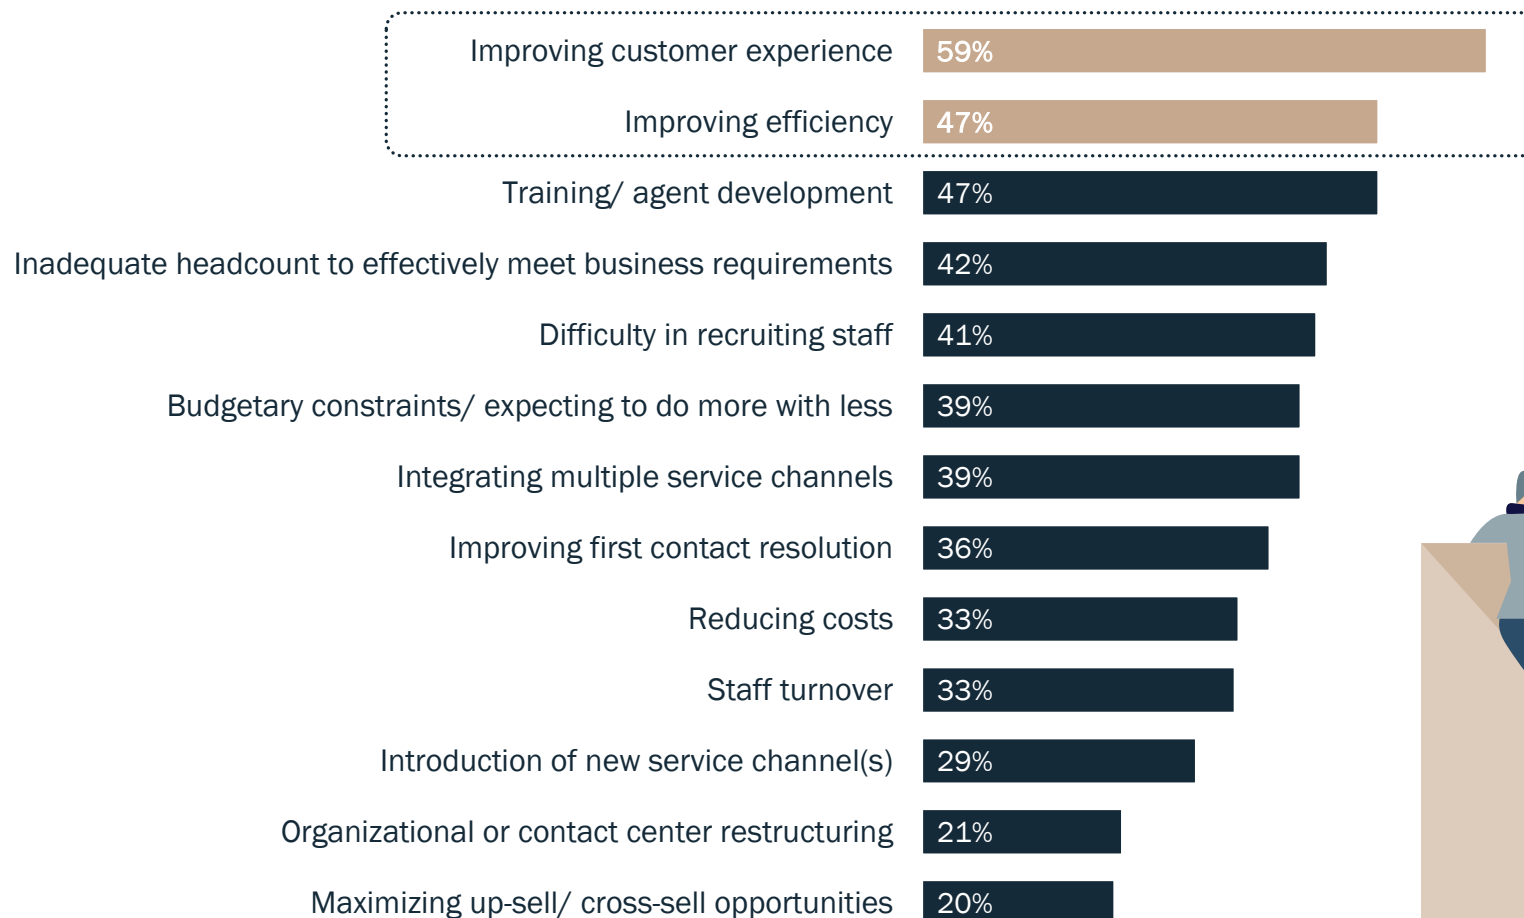 Improving customer experience 59%
Improving efficiency 47%
Training/ agent development 47%
Inadequate headcount to effectively meet business requirements 42%
Difficulty in recruiting staff 41%
Budgetary constraints/ expecting to do more with less 39%
Integrating multiple service channels 39%
Improving first contact resolution 36%
Reducing costs 33%
Staff turnover 33%
Introduction of new service channel(s) 29%
Organizational or contact center restructuring 21%
Maximizing up-sell/ cross-sell opportunities 20%